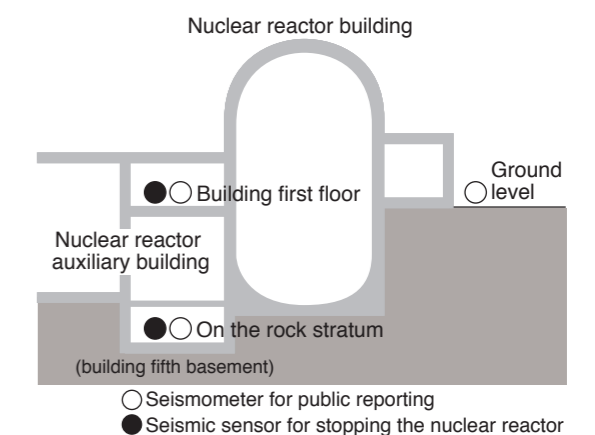 Nuclear reactor building
Ground
level
Building first floor
Nuclear reactor
auxiliary building
On the rock stratum
(building fifth basement)
Seismometer for public reporting
Seismic sensor for stopping the nuclear reactor